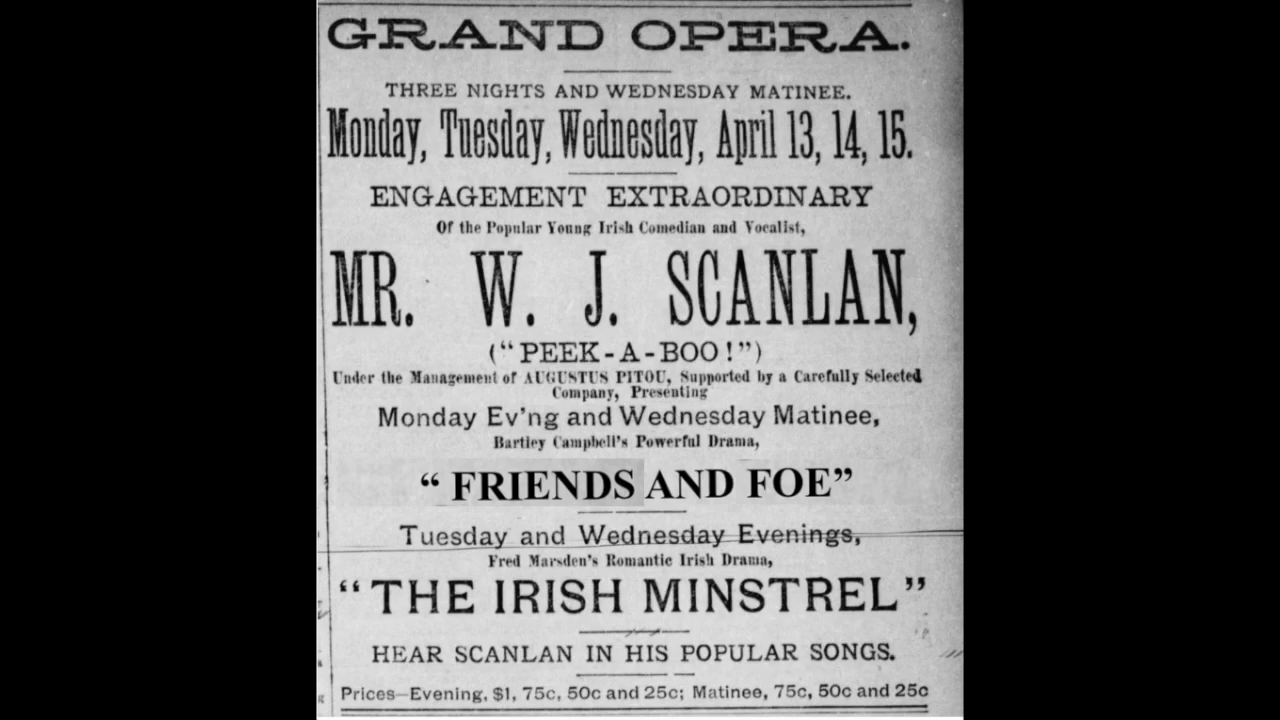 GRAND OPERA.
THREE NIGHTS AND WEDNESDAY MATINEE.
Monday, Tuesday, Wednesday, April 13, 14, 15.
ENGAGEMENT EXTRAORDINARY
Of the Popular Young Irish Comedian and Vocalist,
MR. W. J. SCANLAN,
("PEEK-A-BOO!")
Under the Management of AUGUSTUS PITOU, Supported by a Carefully Selected
Company, Presenting
Monday Ev'ng and Wednesday Matinee,
Bartley Campbell's Powerful Drama,
“ FRIENDS AND FOE”
Tuesday and Wednesday Evenings,
Fred Marsden's Romantic Irish Drama,
“THE IRISH MINSTREL”
HEAR SCANLAN IN HIS POPULAR SONGS.
Prices—Evening, $1, 75c, 50c and 25c; Matinee, 75c, 50c and 25c